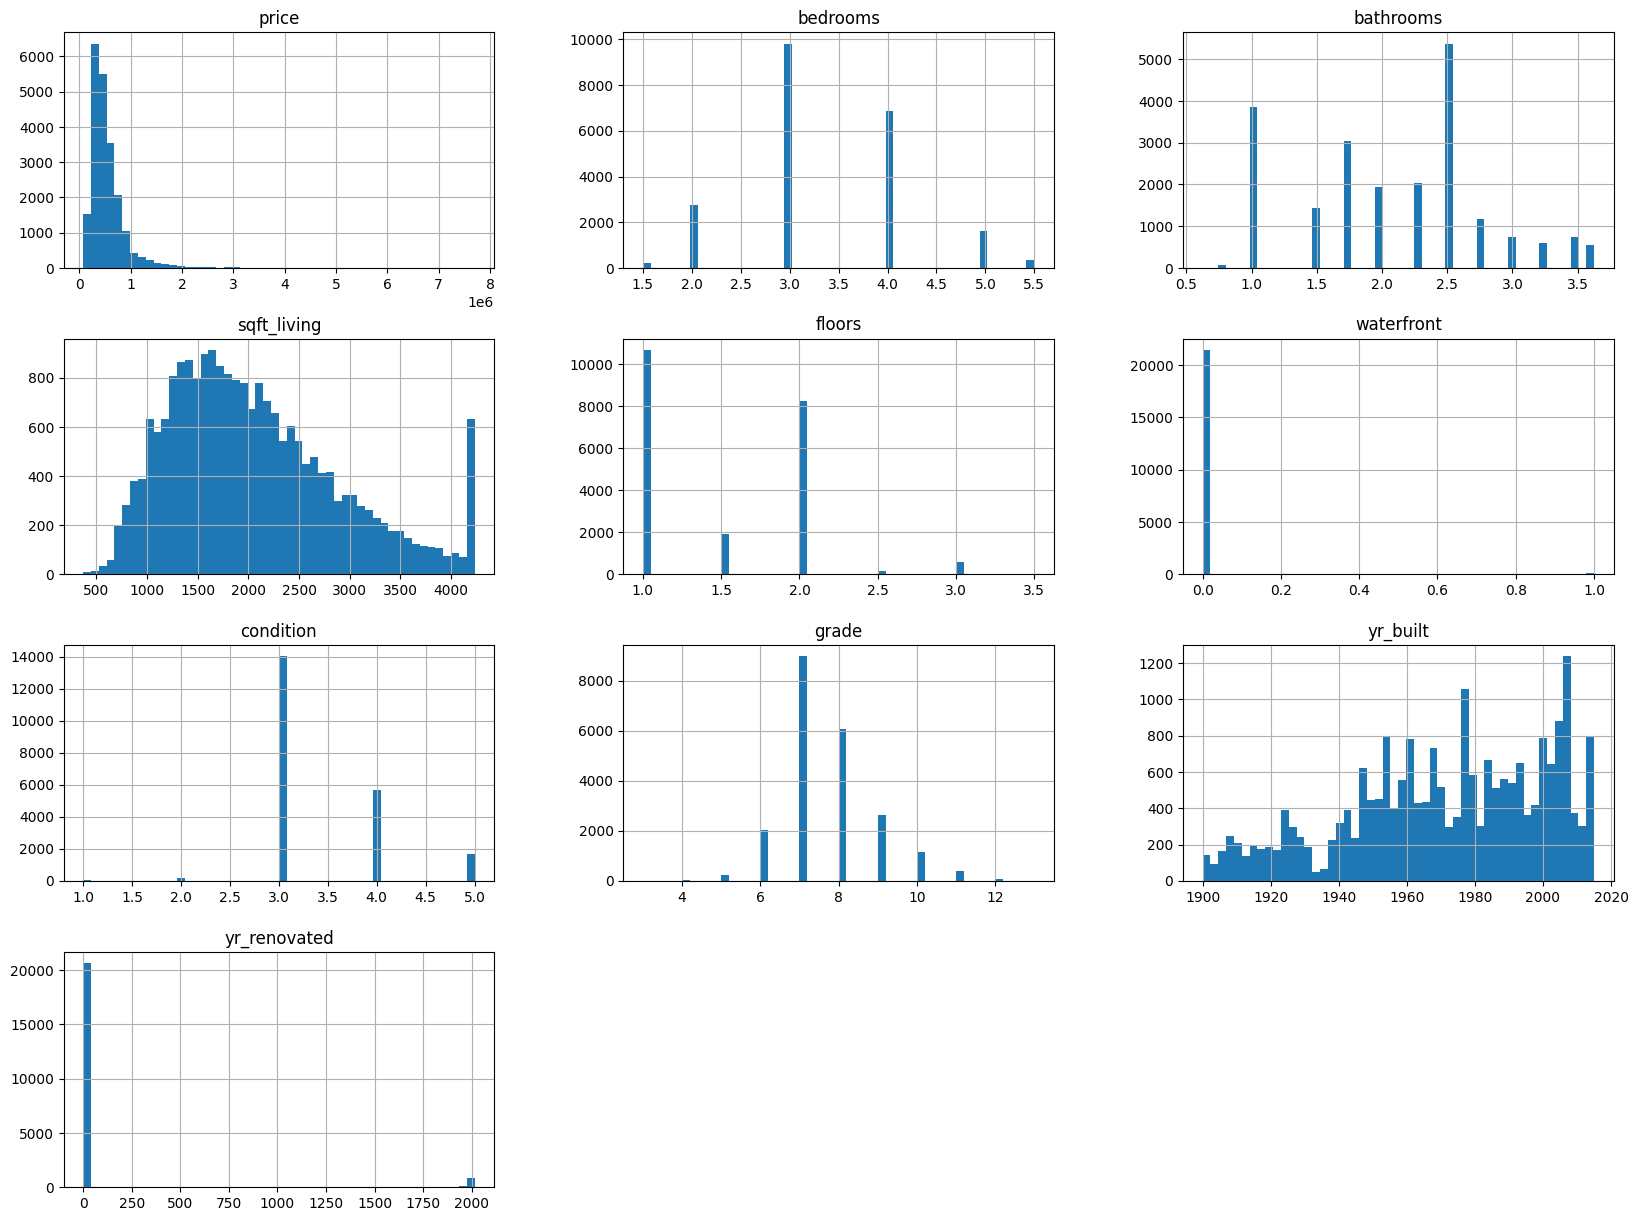 price
bedrooms
bathrooms
6000
5000
4000
3000
2000
1000
0
0 1 2 3 4 5 6 7 8
1e6
10000
8000
6000
4000
2000
0
1.5 2.0 2.5 3.0 3.5 4.0 4.5 5.0 5.5
5000
4000
3000
2000
1000
0
0.5 1.0 1.5 2.0 2.5 3.0 3.5
sqft_living
floors
waterfront
800
600
400
200
0
500 1000 1500 2000 2500 3000 3500 4000
10000
8000
6000
4000
2000
0
1.0 1.5 2.0 2.5 3.0 3.5
20000
15000
10000
5000
0
0.0 0.2 0.4 0.6 0.8 1.0
condition
grade
yr_built
14000
12000
10000
8000
6000
4000
2000
0
1.0 1.5 2.0 2.5 3.0 3.5 4.0 4.5 5.0
8000
6000
4000
2000
0
4 6 8 10 12
1200
1000
800
600
400
200
0
1900 1920 1940 1960 1980 2000 2020
yr_renovated
20000
15000
10000
5000
0
0 250 500 750 1000 1250 1500 1750 2000